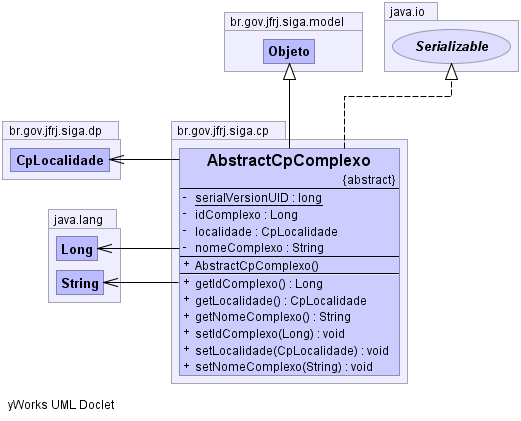 br.gov.jfrj.siga.model
Objeto
java.io
Serializable
br.gov.jfrj.siga.dp
CpLocalidade
br.gov.jfrj.siga.cp
AbstractCpComplexo
{abstract}
- serialVersionUID : long
- idComplexo : Long
- localidade : CpLocalidade
- nomeComplexo : String
+ AbstractCpComplexo()
+ getIdComplexo() : Long
+ getLocalidade() : CpLocalidade
+ getNomeComplexo() : String
+ setIdComplexo(Long) : void
+ setLocalidade(CpLocalidade) : void
+ setNomeComplexo(String) : void
java.lang
Long
String
yWorks UML Doclet